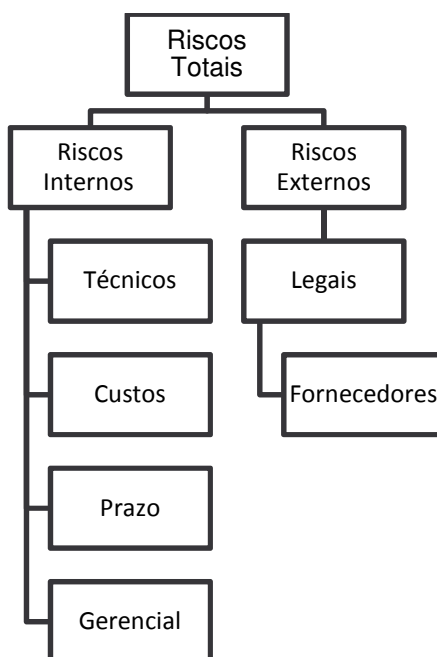 Riscos
Totais
Riscos
Internos
Riscos
Externos
Técnicos
Legais
Custos
Fornecedores
Prazo
Gerencial